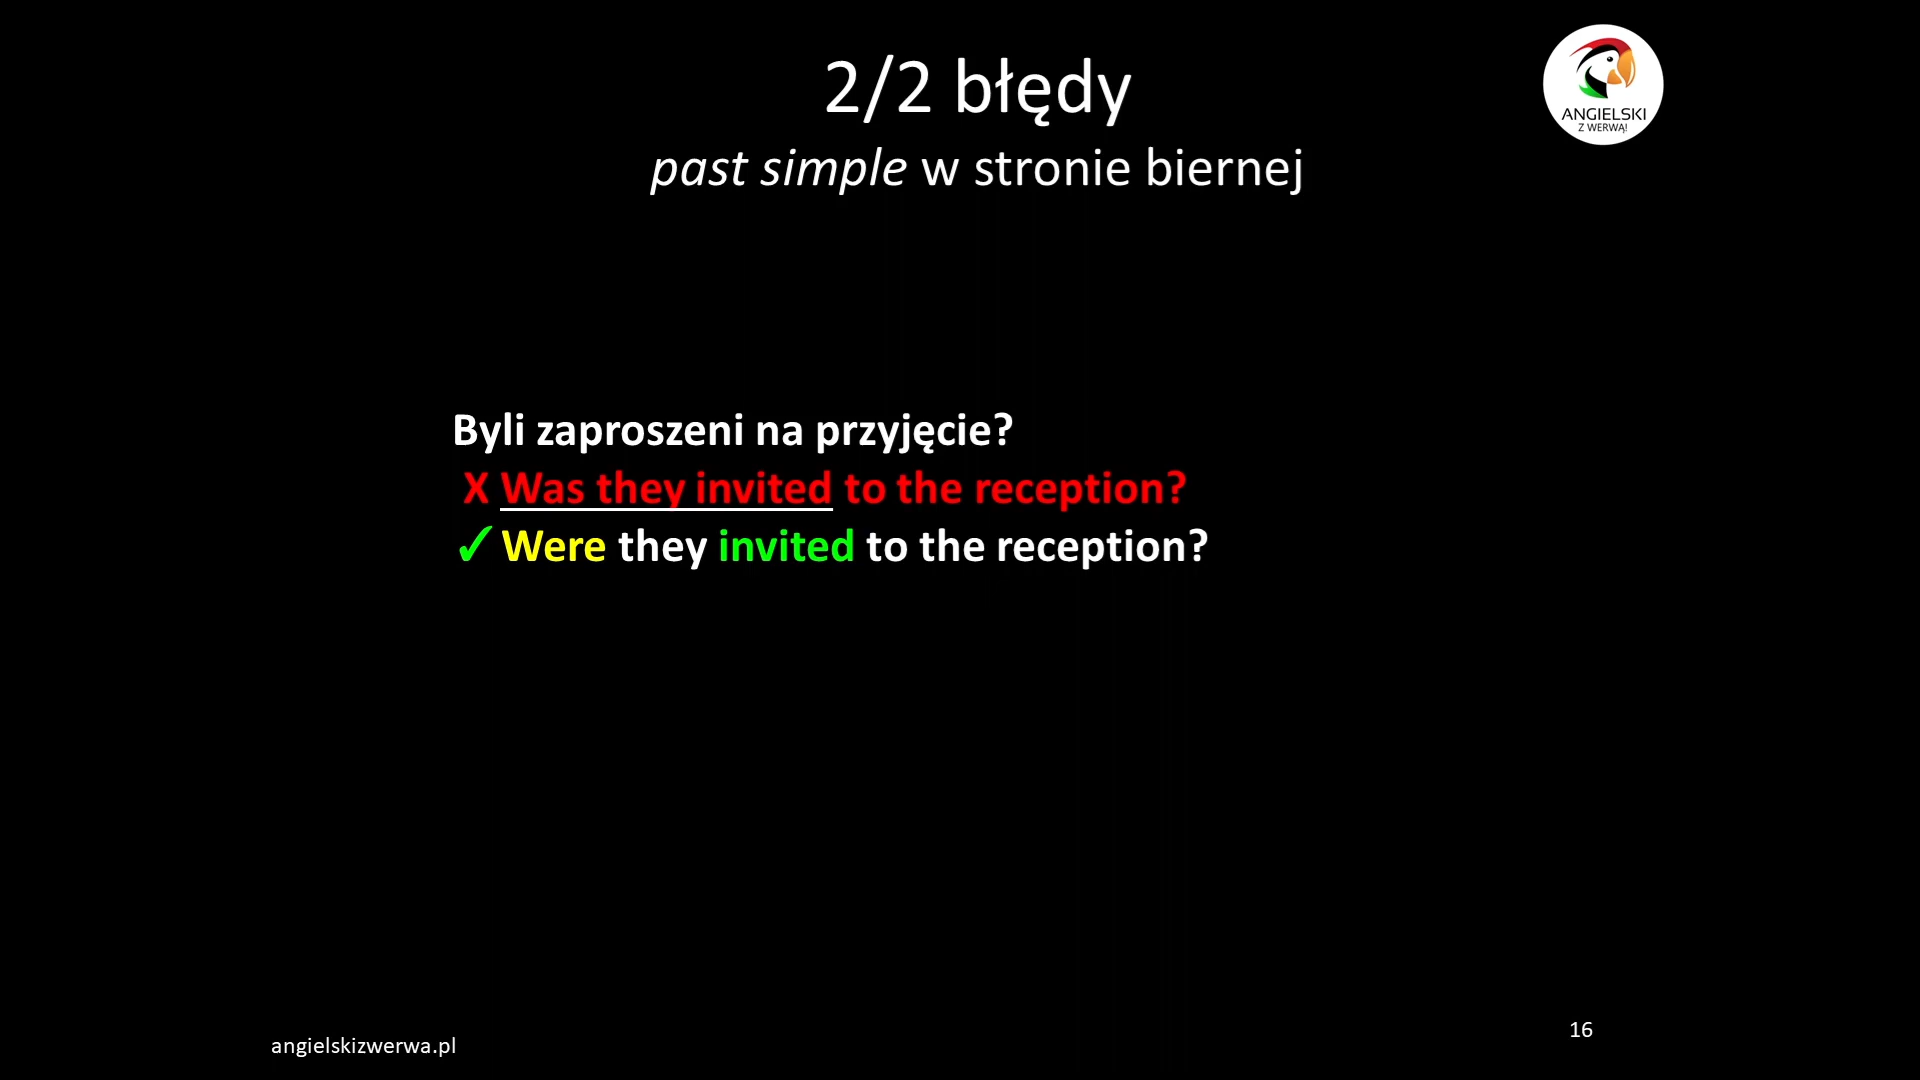 2/2 błędy
past simple w stronie biernej
ANGIELSKI
Z WERWĄ!
Byli zaproszeni na przyjęcie?
X Was they invited to the reception?
✓ Were they invited to the reception?
angielskizwerwa.pl
16